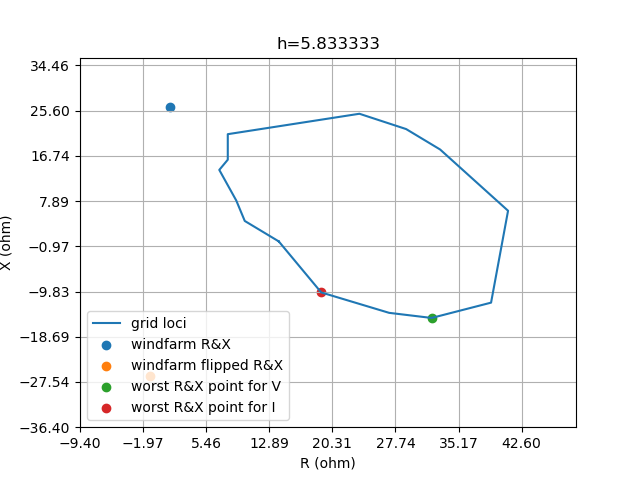 h=5.833333
34.46
25.60
16.74
7.89
−0.97
−9.83
−18.69
−27.54
−36.40
X (ohm)
grid loci
windfarm R&X
windfarm flipped R&X
worst R&X point for V
worst R&X point for I
−9.40 −1.97 5.46 12.89 20.31 27.74 35.17 42.60
R (ohm)